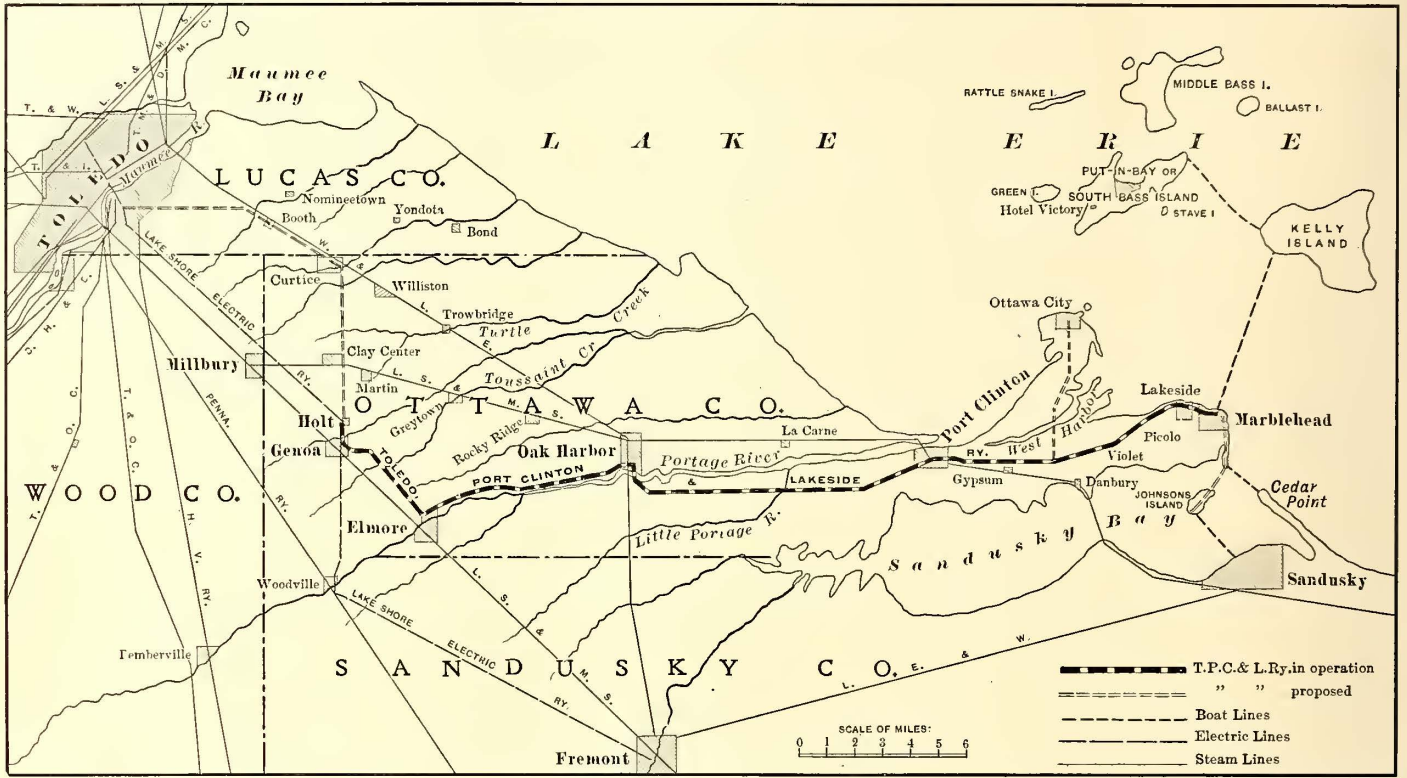 Maumee
Bay
L. S. & M. S.
T. & W.
TOLEDO
Maumee R.
LUCAS CO.
Nomineetown
Booth
Yondota
Bond
LAKE ERIE
RATTLE SNAKE I.
MIDDLE BASS I.
BALLAST I.
PUT-IN-BAY OR
SOUTH BASS ISLAND
GREEN I.
Hotel Victory
STAVE I
KELLY
ISLAND
LAKE SHORE
ELECTRIC
RY.
W. & L. E.
Curtice
Williston
Trowbridge
Turtle Creek
Toussaint Cr
Ottawa City
Millbury
Clay Center
Martin
L. S. & M. S.
OTTAWA CO.
Greytown
Rocky Ridge
Holt
Genoa
Oak Harbor
La Carne
Portage River
Port Clinton
West Harbor
Lakeside
Marblehead
Picolo
Violet
TOLEDO
PORT CLINTON
&
LAKESIDE
RY.
Gypsum
Danbury
JOHNSONS
ISLAND
Cedar
Point
Elmore
Little Portage R.
Sandusky Bay
Sandusky
WOOD CO.
PENNA.
RY.
T. & O. C.
T. & O. C.
H. V. RY.
Woodville
Pemberville
LAKE SHORE
ELECTRIC
RY.
L. S. & M. S.
SANDUSKY CO.
L. E. & W.
Fremont
SCALE OF MILES:
0 1 2 3 4 5 6
T.P.C.& L.Ry,in operation
" " proposed
Boat Lines
Electric Lines
Steam Lines